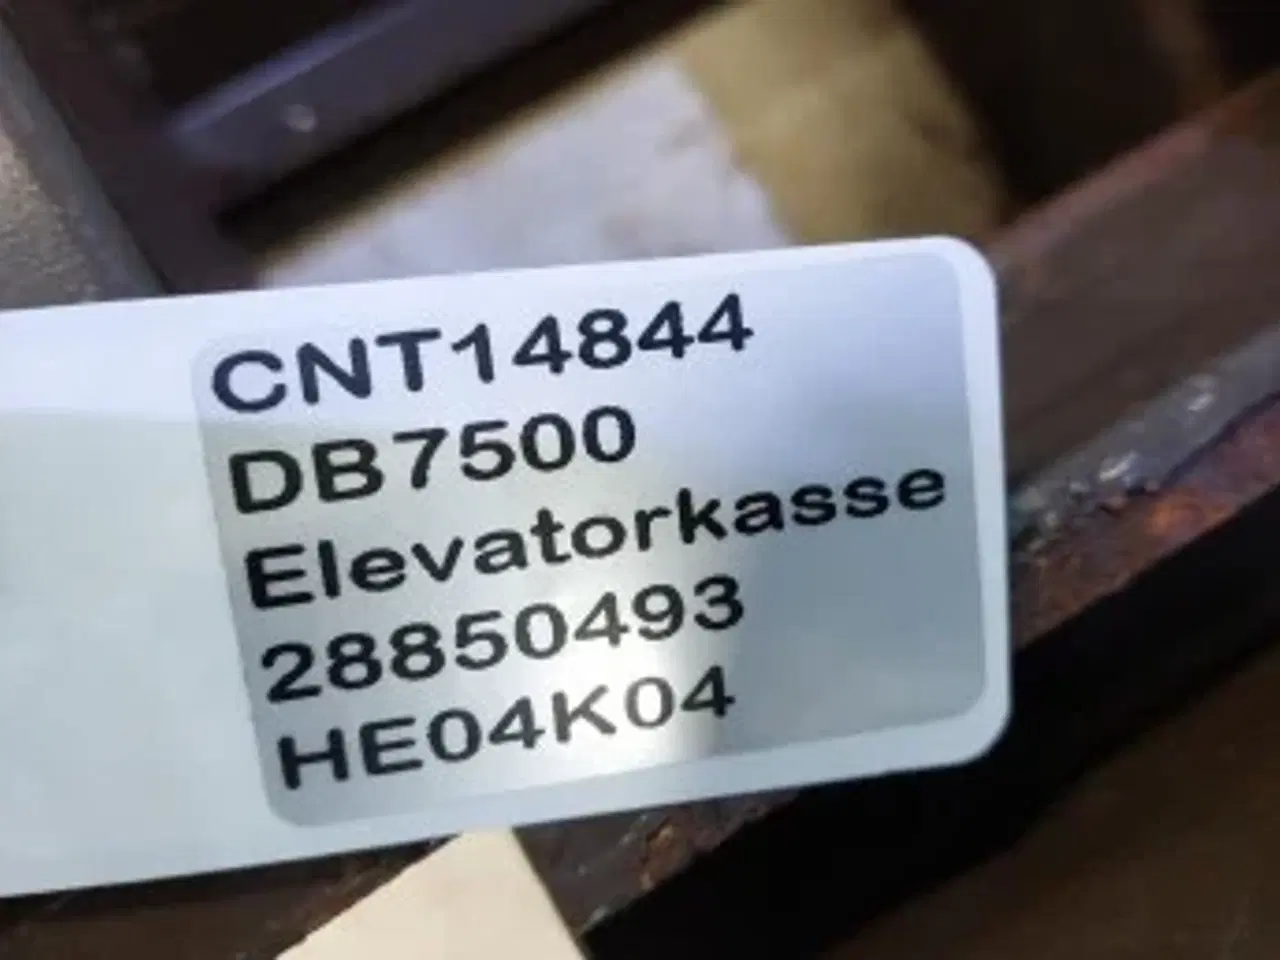 CNT14844
DB7500
Elevatorkasse
28850493
HE04K04